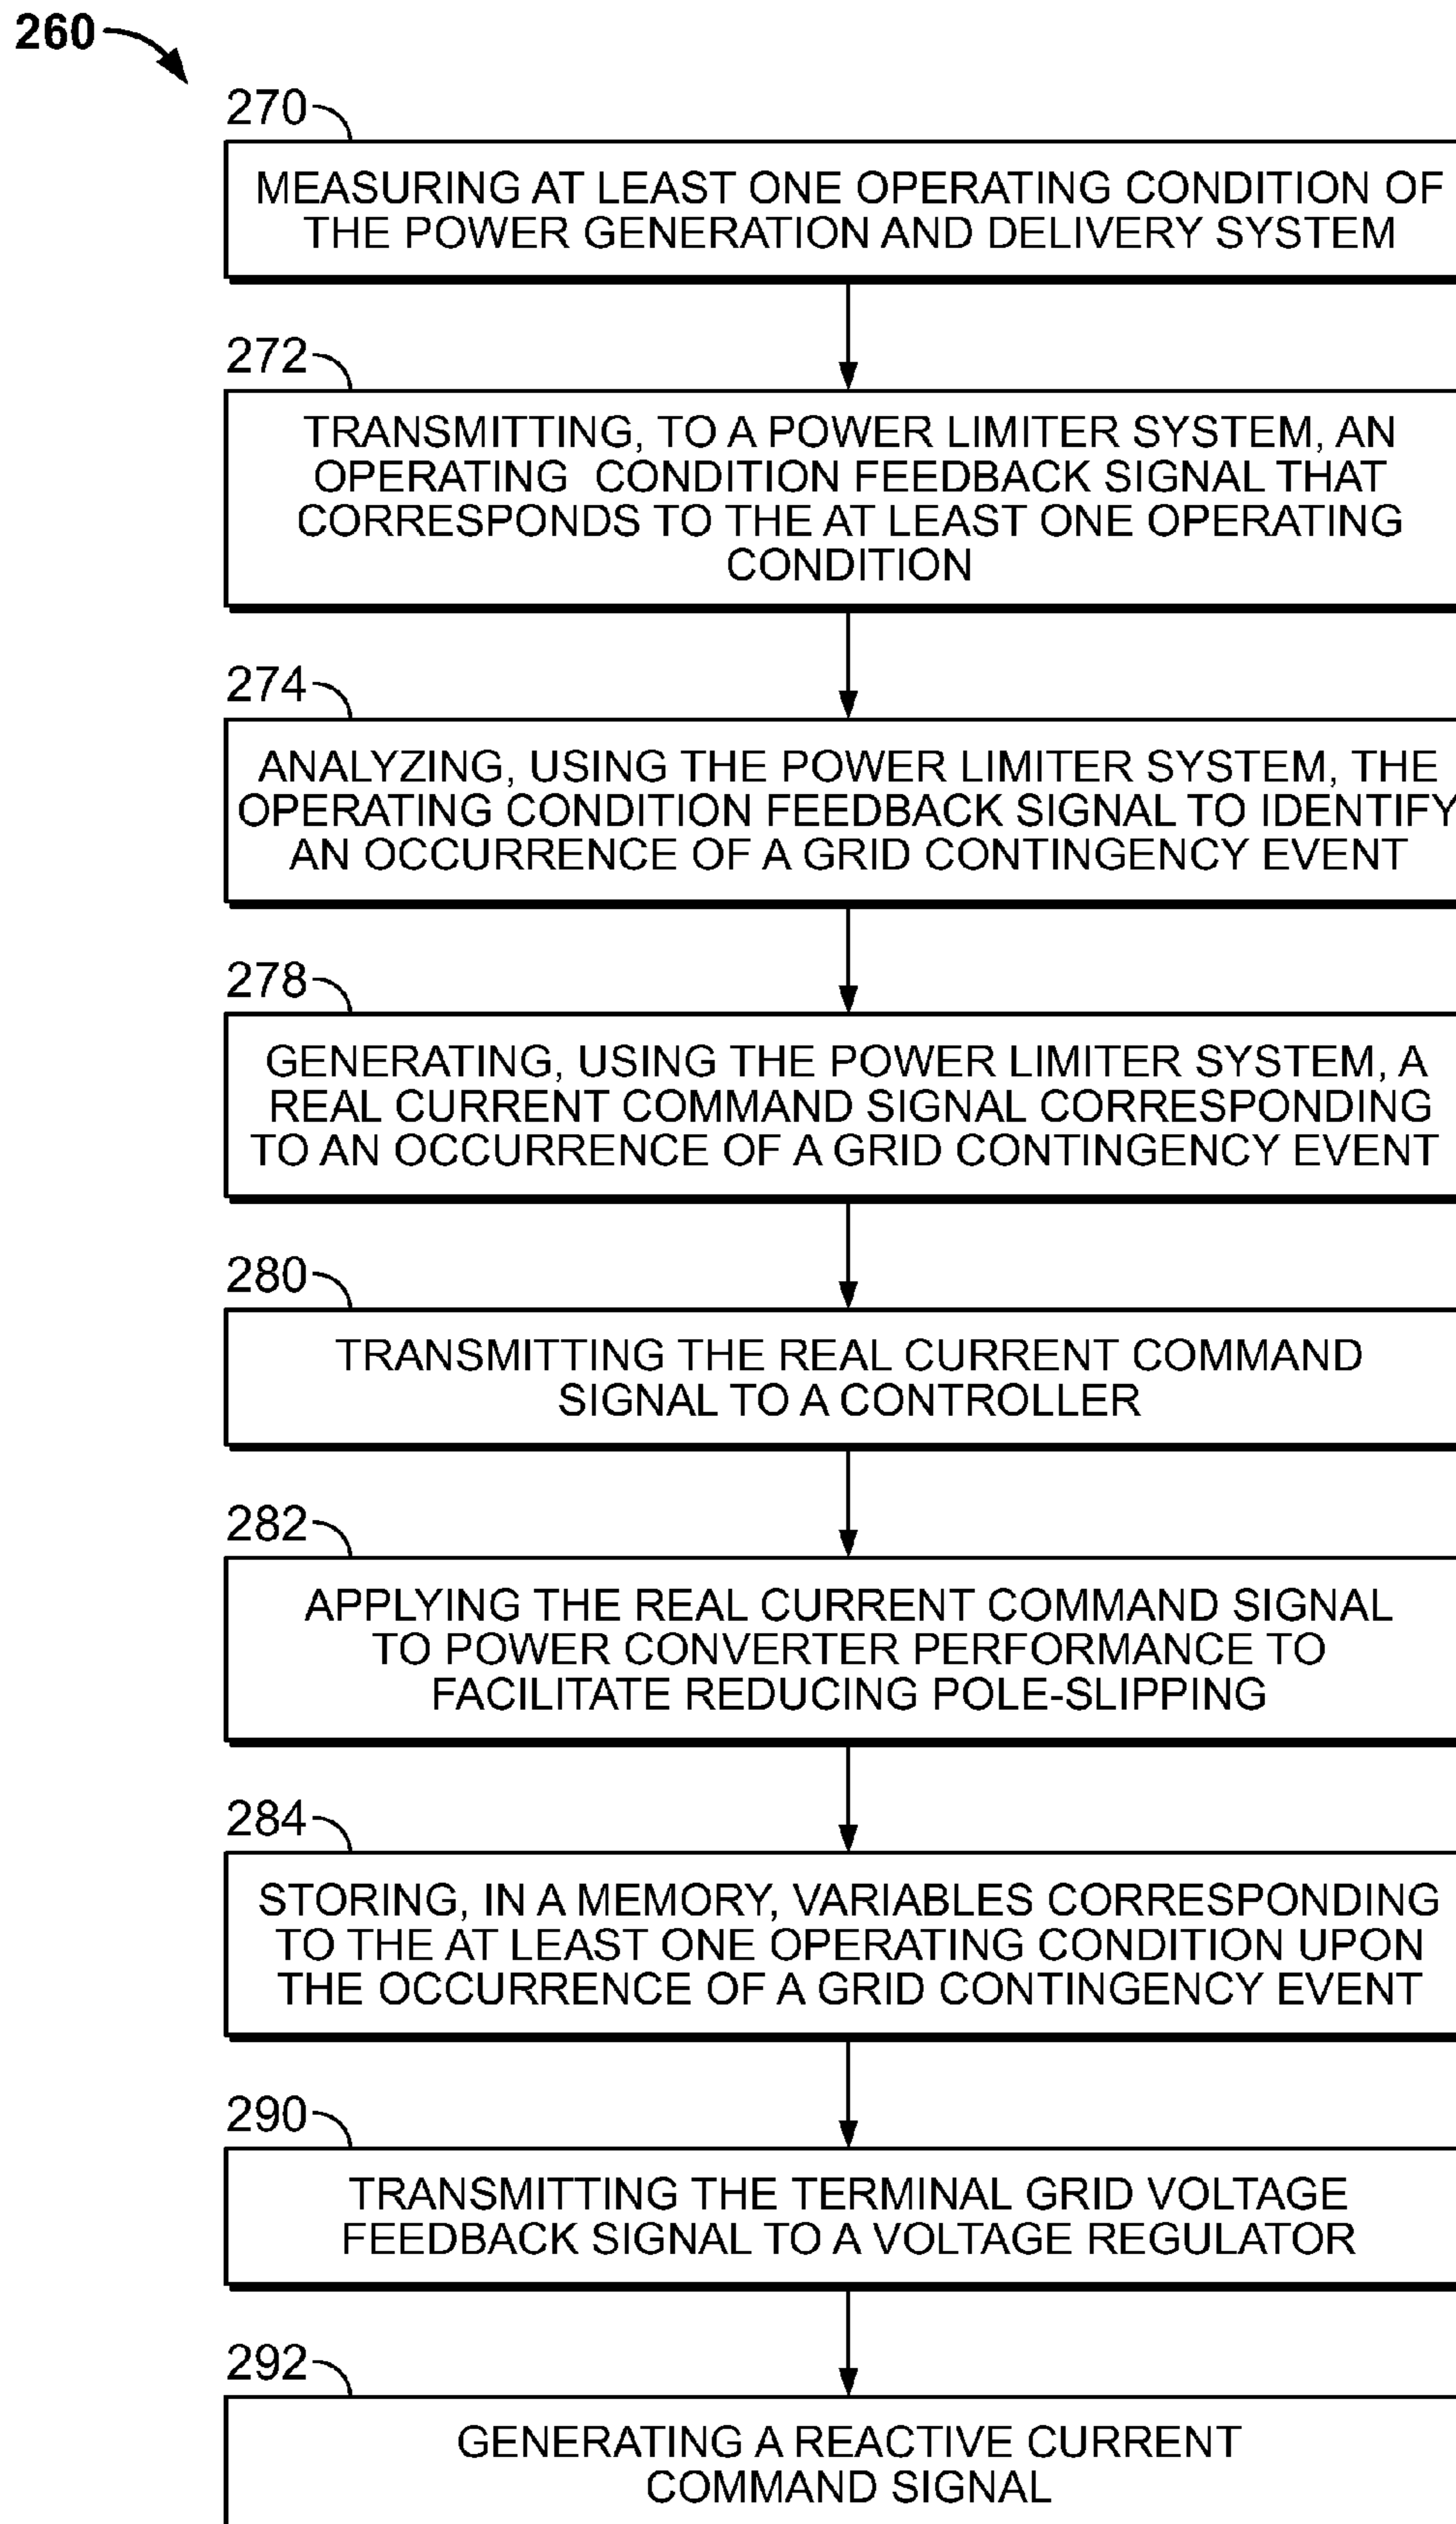 260
270
MEASURING AT LEAST ONE OPERATING CONDITION OF
THE POWER GENERATION AND DELIVERY SYSTEM
272
TRANSMITTING, TO A POWER LIMITER SYSTEM, AN
OPERATING CONDITION FEEDBACK SIGNAL THAT
CORRESPONDS TO THE AT LEAST ONE OPERATING
CONDITION
274
ANALYZING, USING THE POWER LIMITER SYSTEM, THE
OPERATING CONDITION FEEDBACK SIGNAL TO IDENTIFY
AN OCCURRENCE OF A GRID CONTINGENCY EVENT
278
GENERATING, USING THE POWER LIMITER SYSTEM, A
REAL CURRENT COMMAND SIGNAL CORRESPONDING
TO AN OCCURRENCE OF A GRID CONTINGENCY EVENT
280
TRANSMITTING THE REAL CURRENT COMMAND
SIGNAL TO A CONTROLLER
282
APPLYING THE REAL CURRENT COMMAND SIGNAL
TO POWER CONVERTER PERFORMANCE TO
FACILITATE REDUCING POLE-SLIPPING
284
STORING, IN A MEMORY, VARIABLES CORRESPONDING
TO THE AT LEAST ONE OPERATING CONDITION UPON
THE OCCURRENCE OF A GRID CONTINGENCY EVENT
290
TRANSMITTING THE TERMINAL GRID VOLTAGE
FEEDBACK SIGNAL TO A VOLTAGE REGULATOR
292
GENERATING A REACTIVE CURRENT
COMMAND SIGNAL